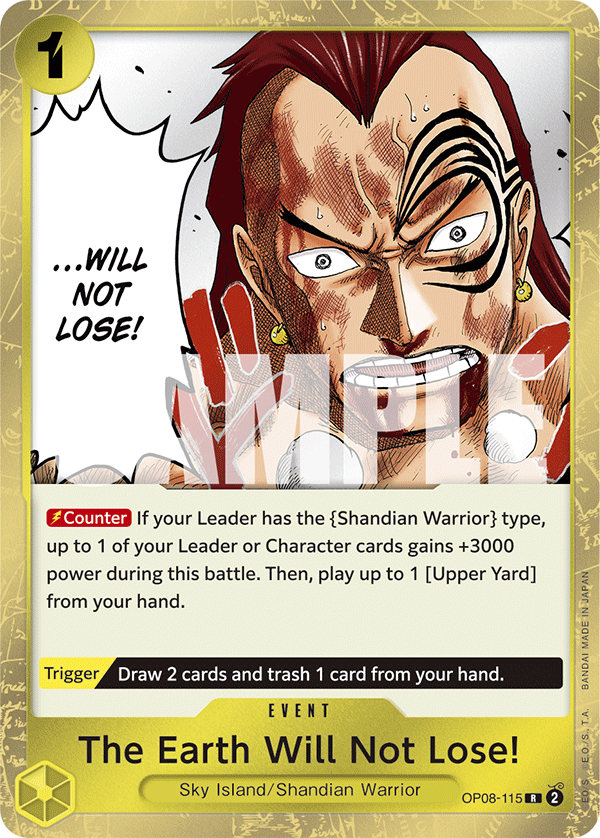 1
...WILL
NOT
LOSE!
Counter If your Leader has the {Shandian Warrior} type,
up to 1 of your Leader or Character cards gains +3000
power during this battle. Then, play up to 1 [Upper Yard]
from your hand.
Trigger Draw 2 cards and trash 1 card from your hand.
EVENT
The Earth Will Not Lose!
Sky Island/Shandian Warrior
OP08-115 R 2
©E.O./S, T.A. BANDAI MADE IN JAPAN